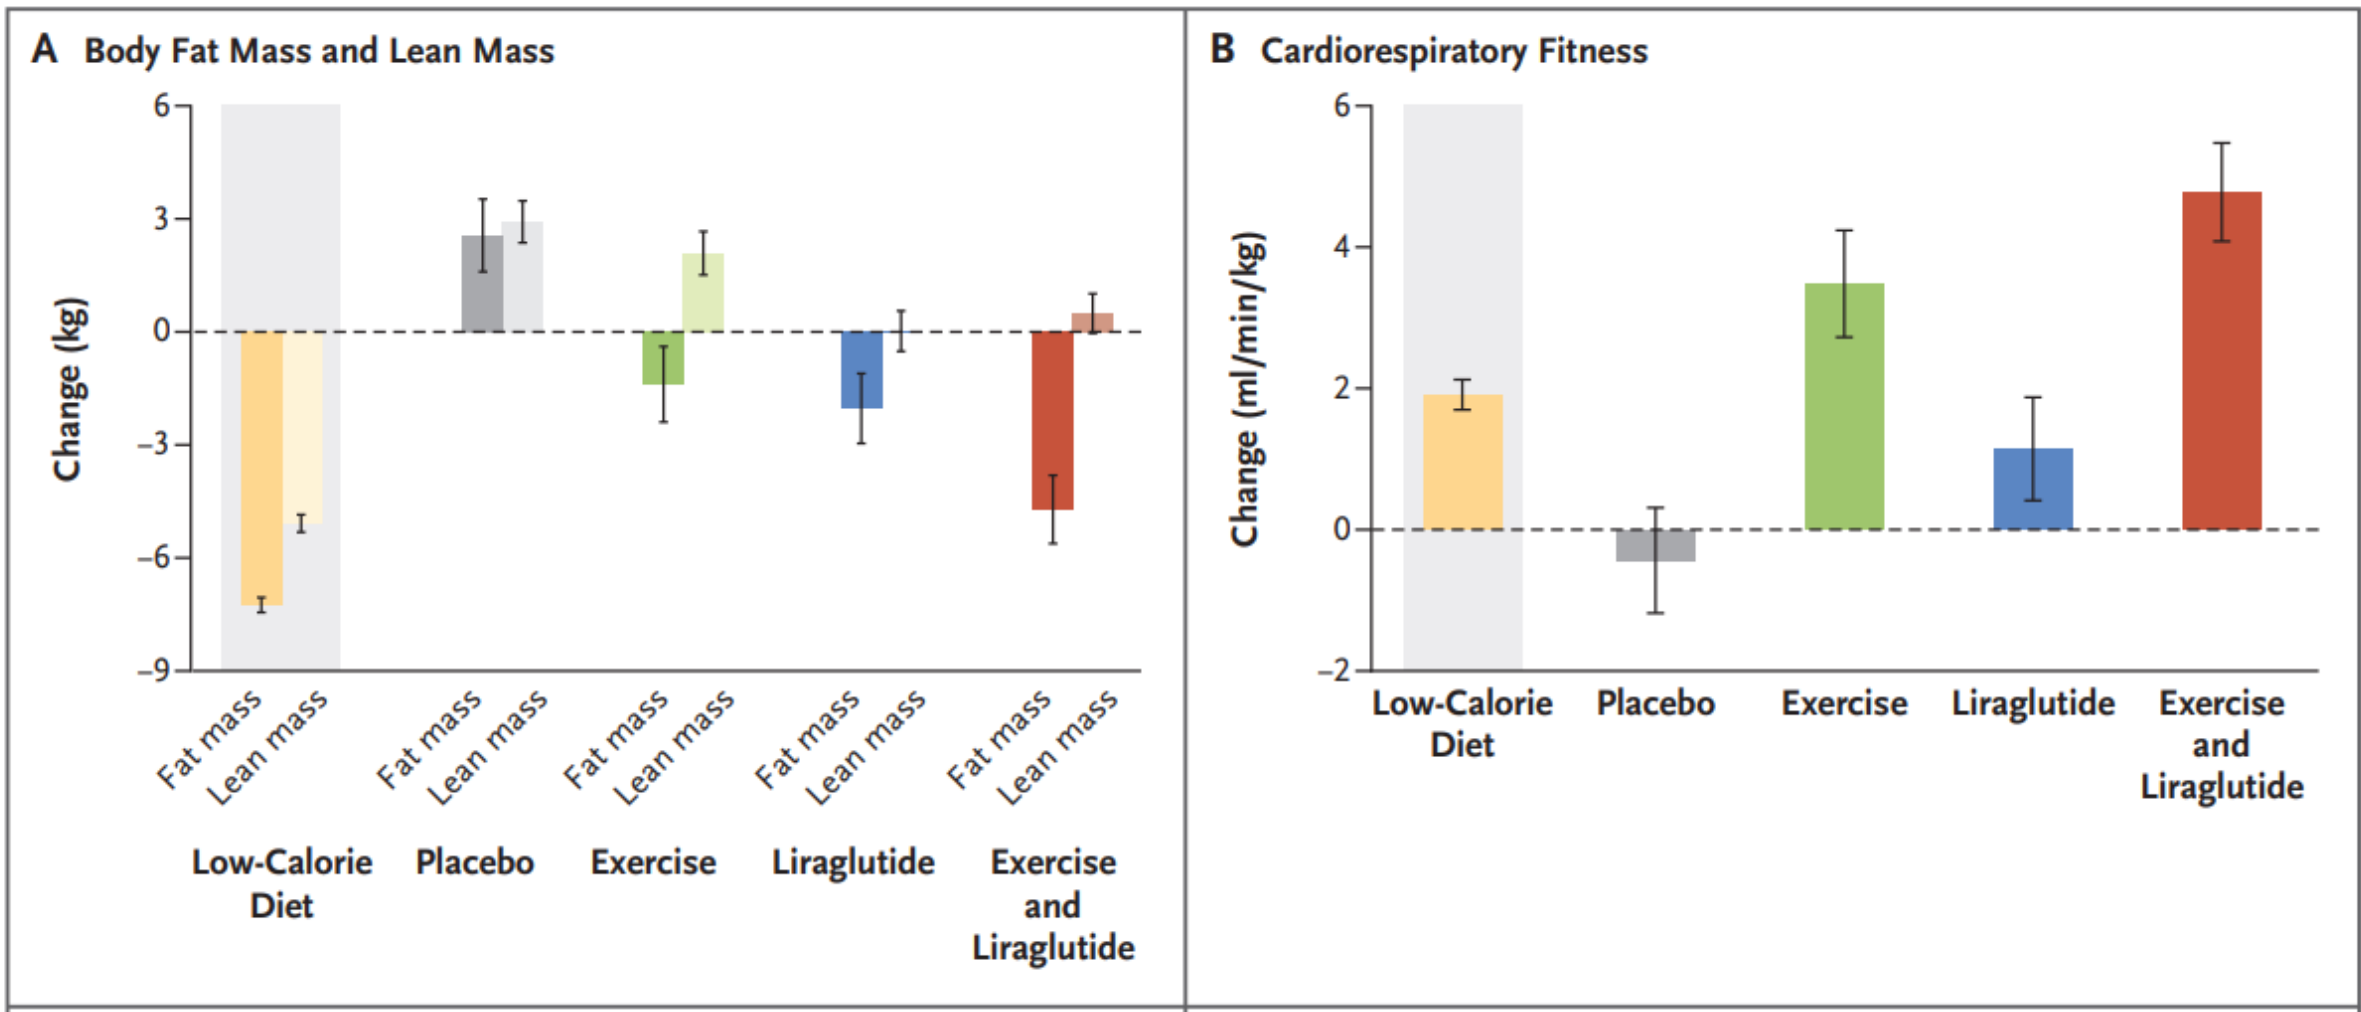 A Body Fat Mass and Lean Mass
Change (kg)
6
3
0
–3
–6
–9
Fat mass
Lean mass
Fat mass
Lean mass
Fat mass
Lean mass
Fat mass
Lean mass
Fat mass
Lean mass
Low-Calorie
Diet
Placebo
Exercise
Liraglutide
Exercise
and
Liraglutide
B Cardiorespiratory Fitness
Change (ml/min/kg)
6
4
2
0
–2
Low-Calorie
Diet
Placebo
Exercise
Liraglutide
Exercise
and
Liraglutide